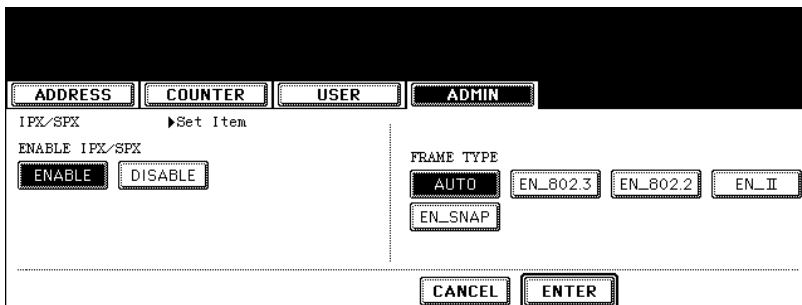 ADDRESS COUNTER USER ADMIN
IPX/SPX ▶Set Item
ENABLE IPX/SPX
ENABLE DISABLE
FRAME TYPE
AUTO EN_802.3 EN_802.2 EN_II
EN_SNAP
CANCEL ENTER